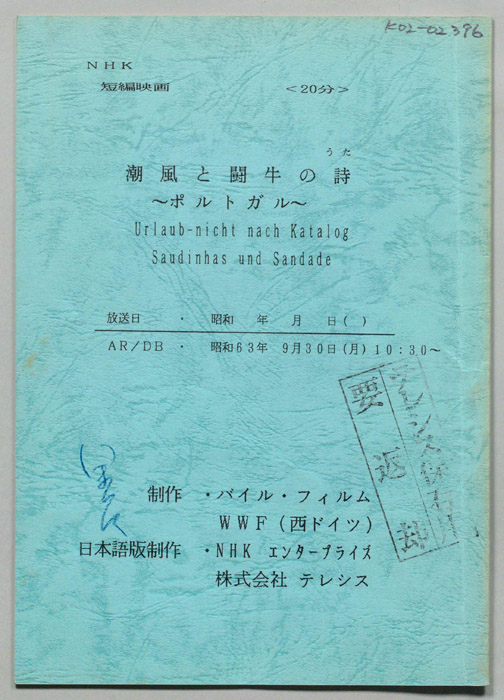 K02-02396
NHK
短編映画 <20分>
うた
潮風と闘牛の詩
~ポルトガル~
Urlaub-nicht nach Katalog
Saudinhas und Sandade
放送日 ・ 昭和 年 月 日( )
AR/DB ・ 昭和63年 9月30日(月)10:30~
要返却
制作 ・バイル・フィルム
WWF(西ドイツ)
日本語版制作 ・NHK エンタープライズ
株式会社 テレシス